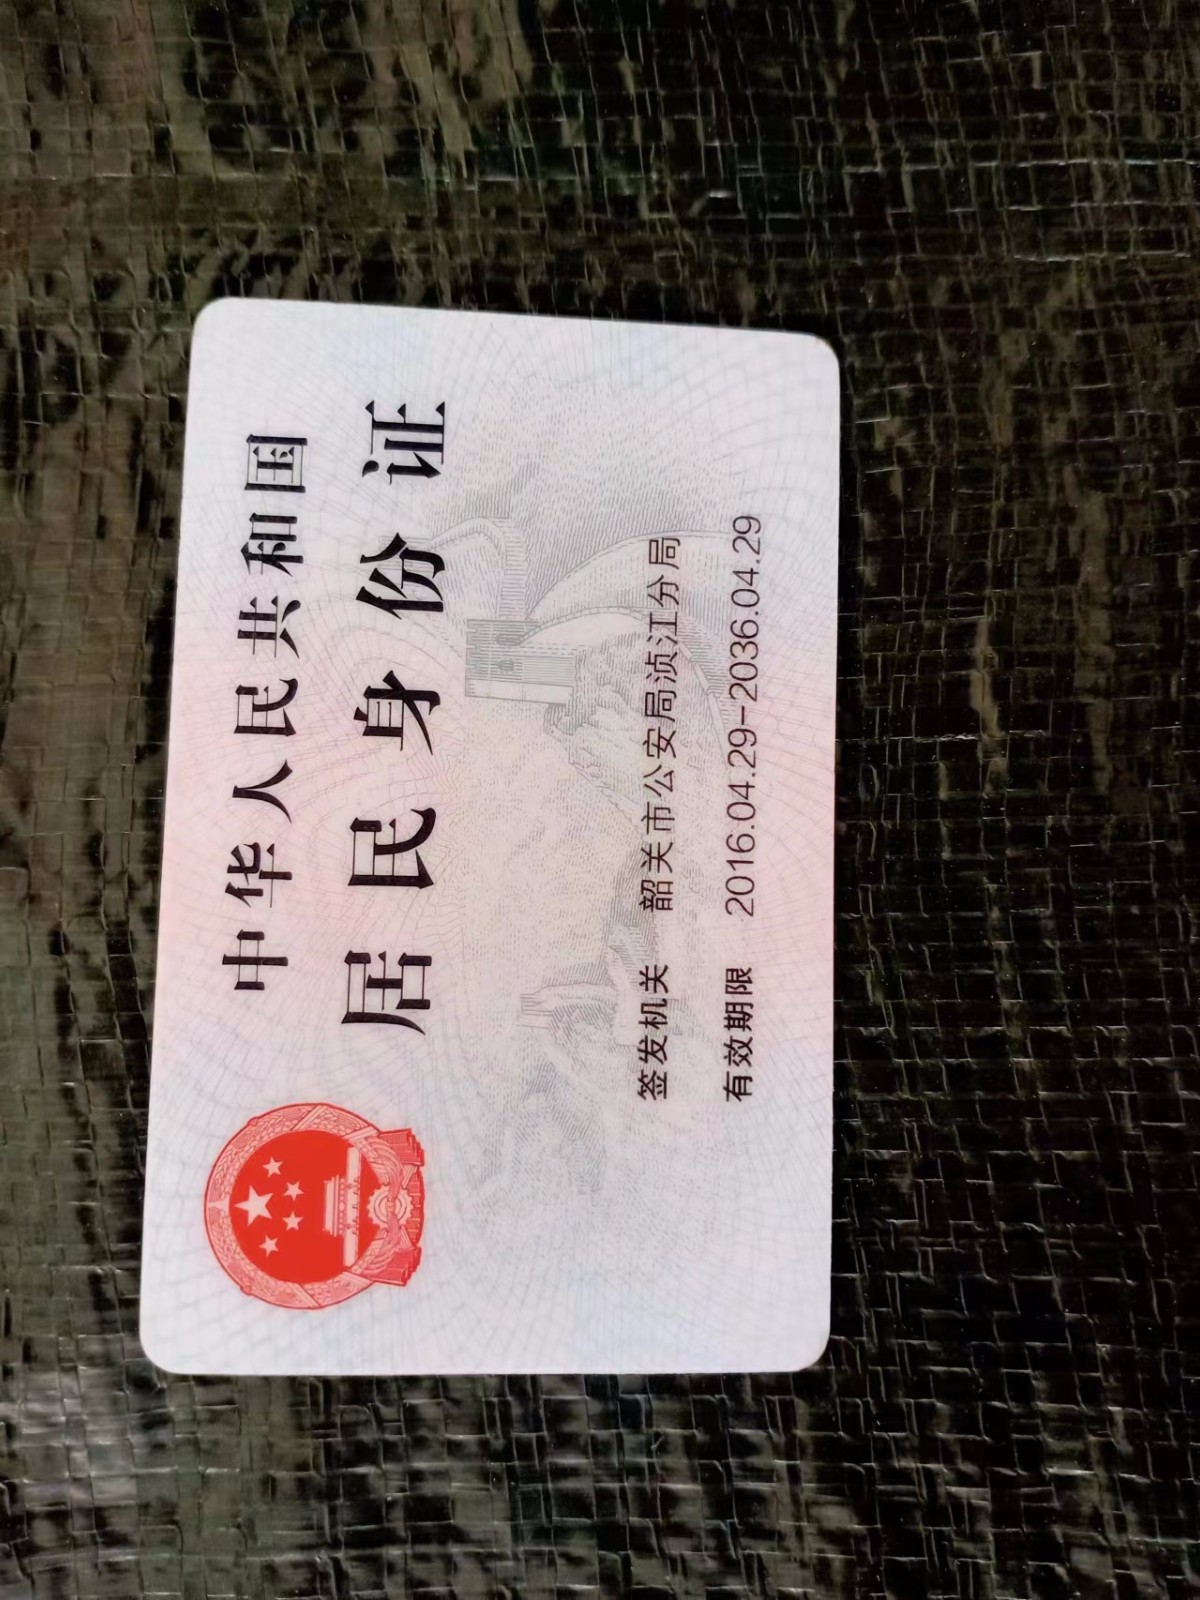 中华人民共和国
居民身份证
签发机关 韶关市公安局浈江分局
有效期限 2016.04.29-2036.04.29